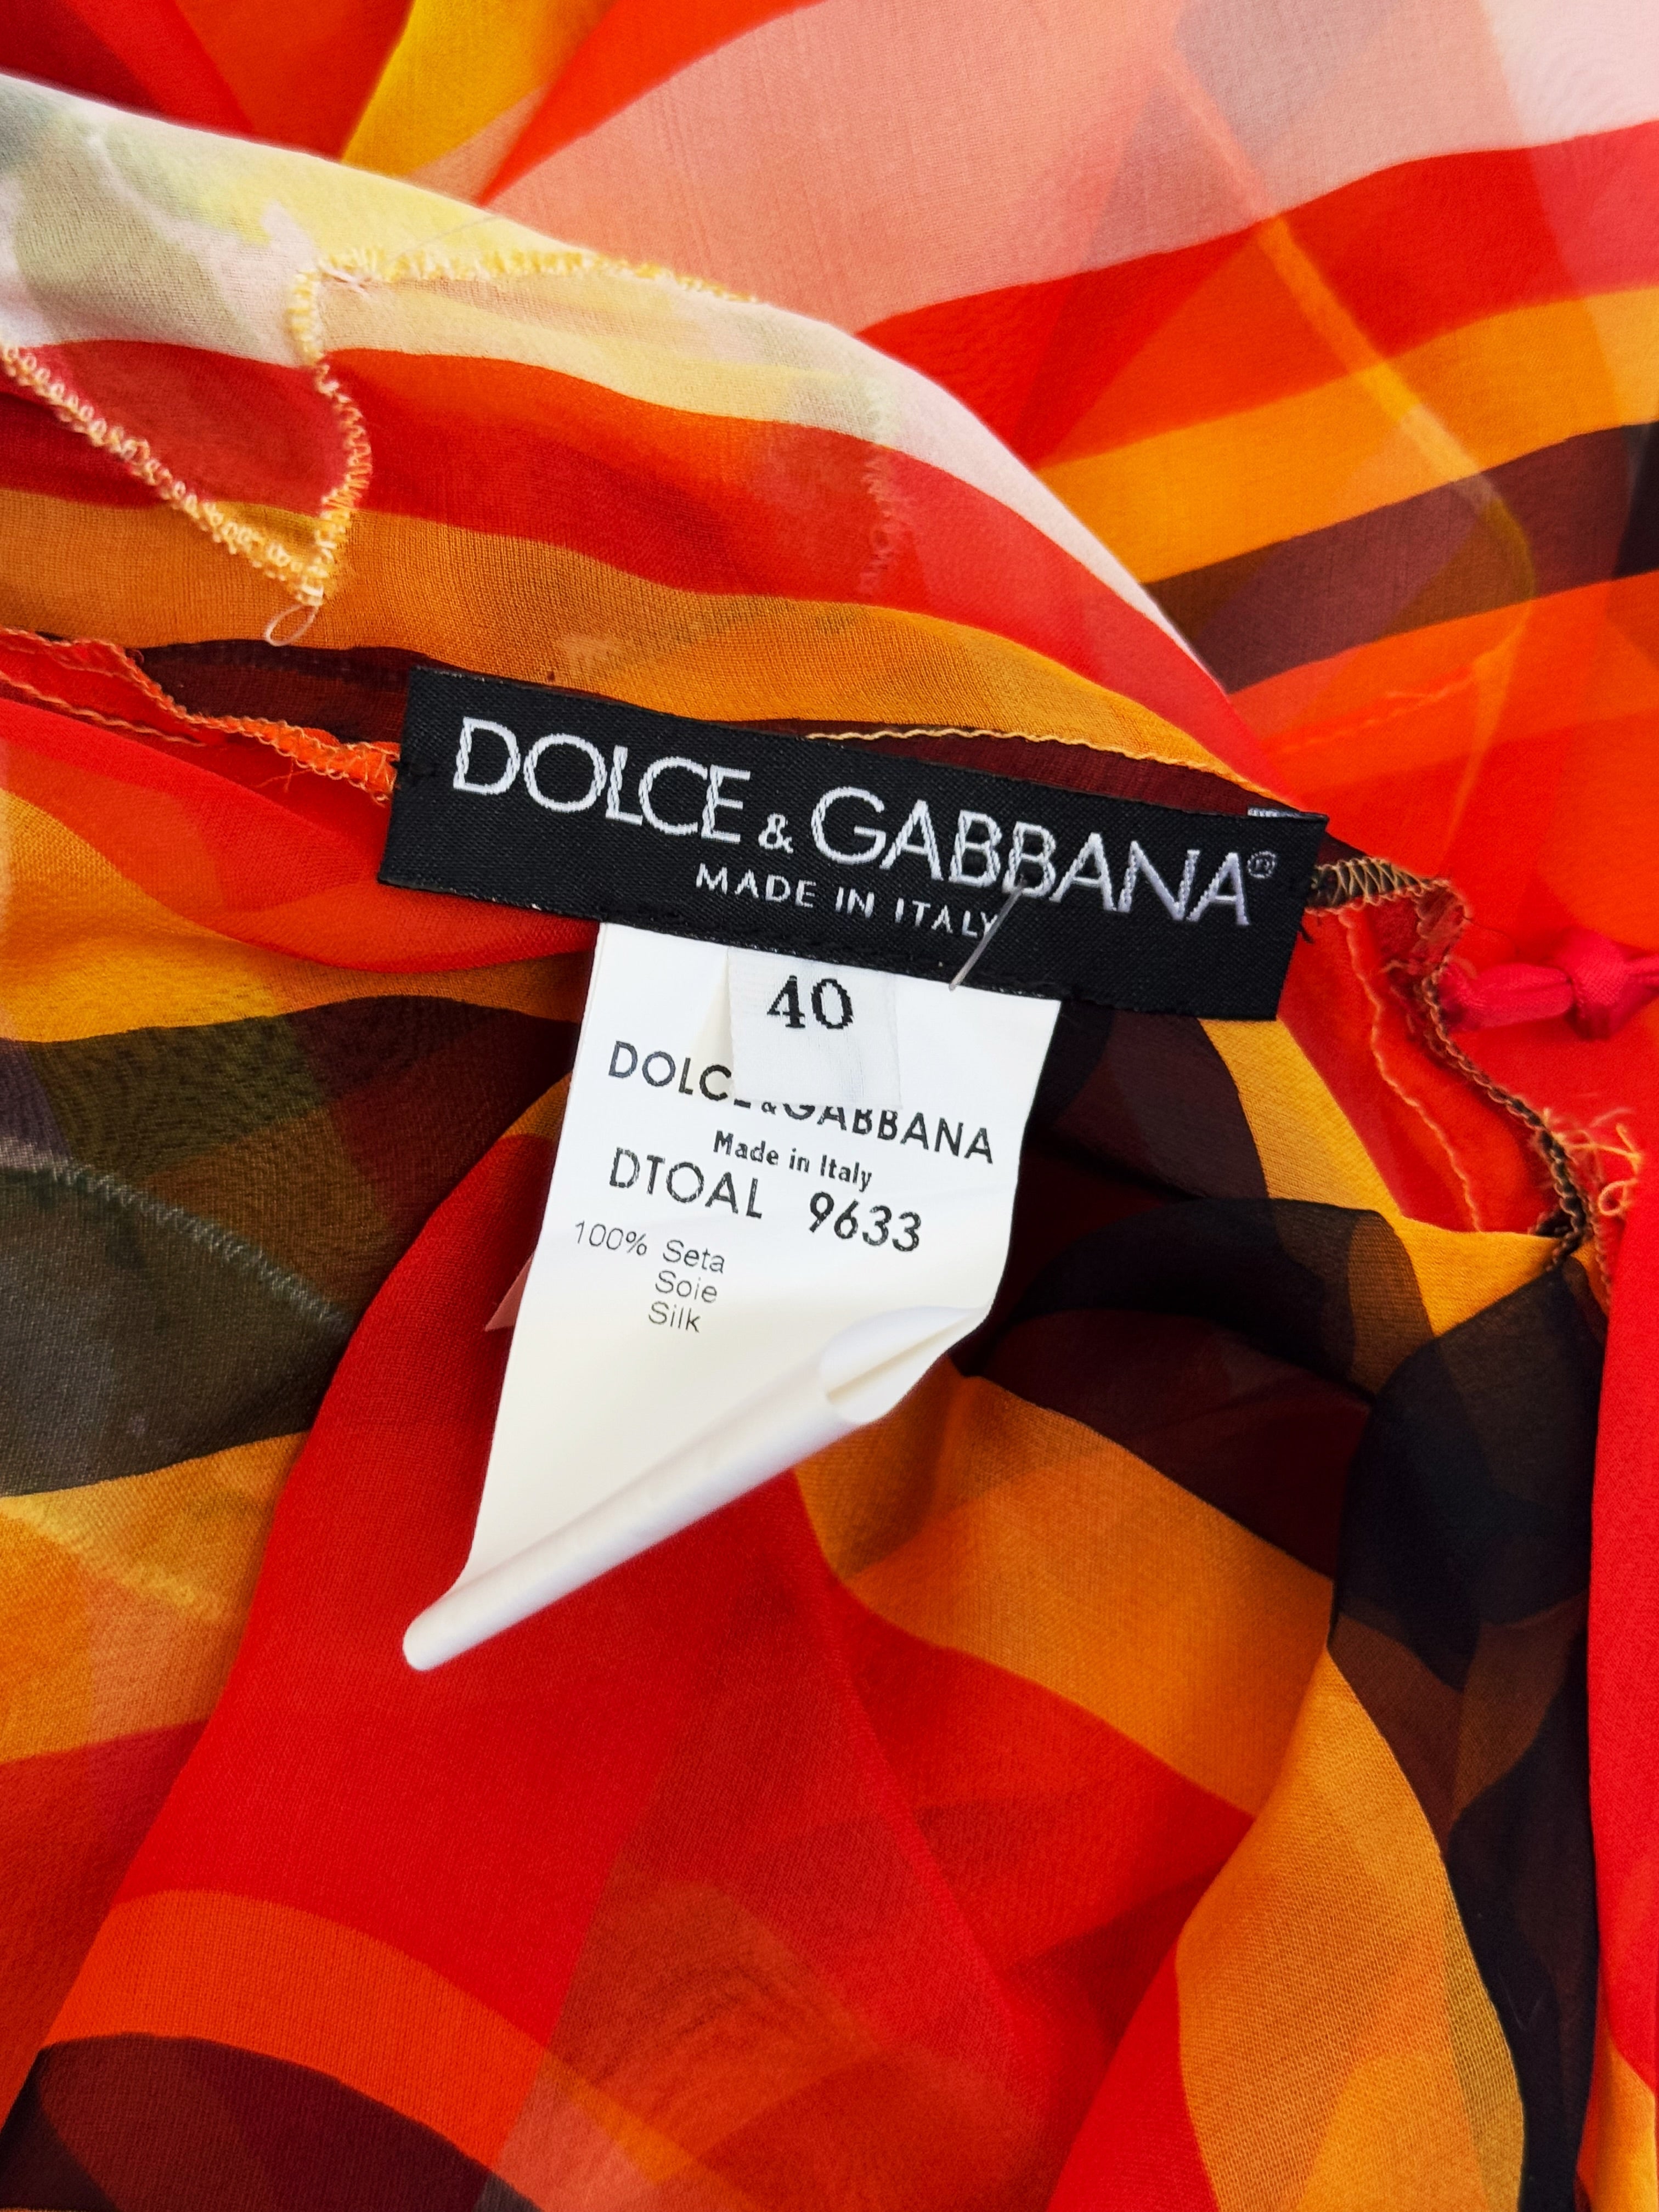 DOLCE & GABBANA®
MADE IN ITALY
40
DOLCE & GABBANA
Made in Italy
DTOAL 9633
100% Seta
Soie
Silk